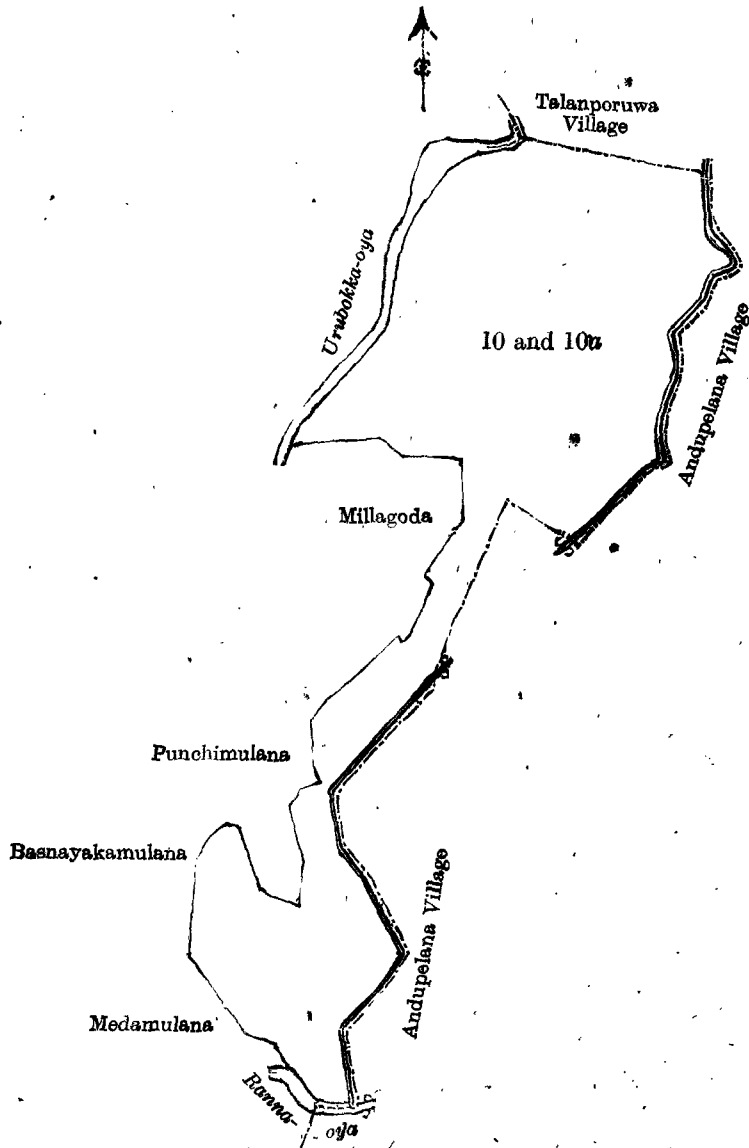 Talanporuwa
Village
Urubokka-oya
10 and 10a
Andupelana Village
Millagoda
Punchimulana
Basnayakamulana
Andupelana Village
Medamulana
Ranna-
oya